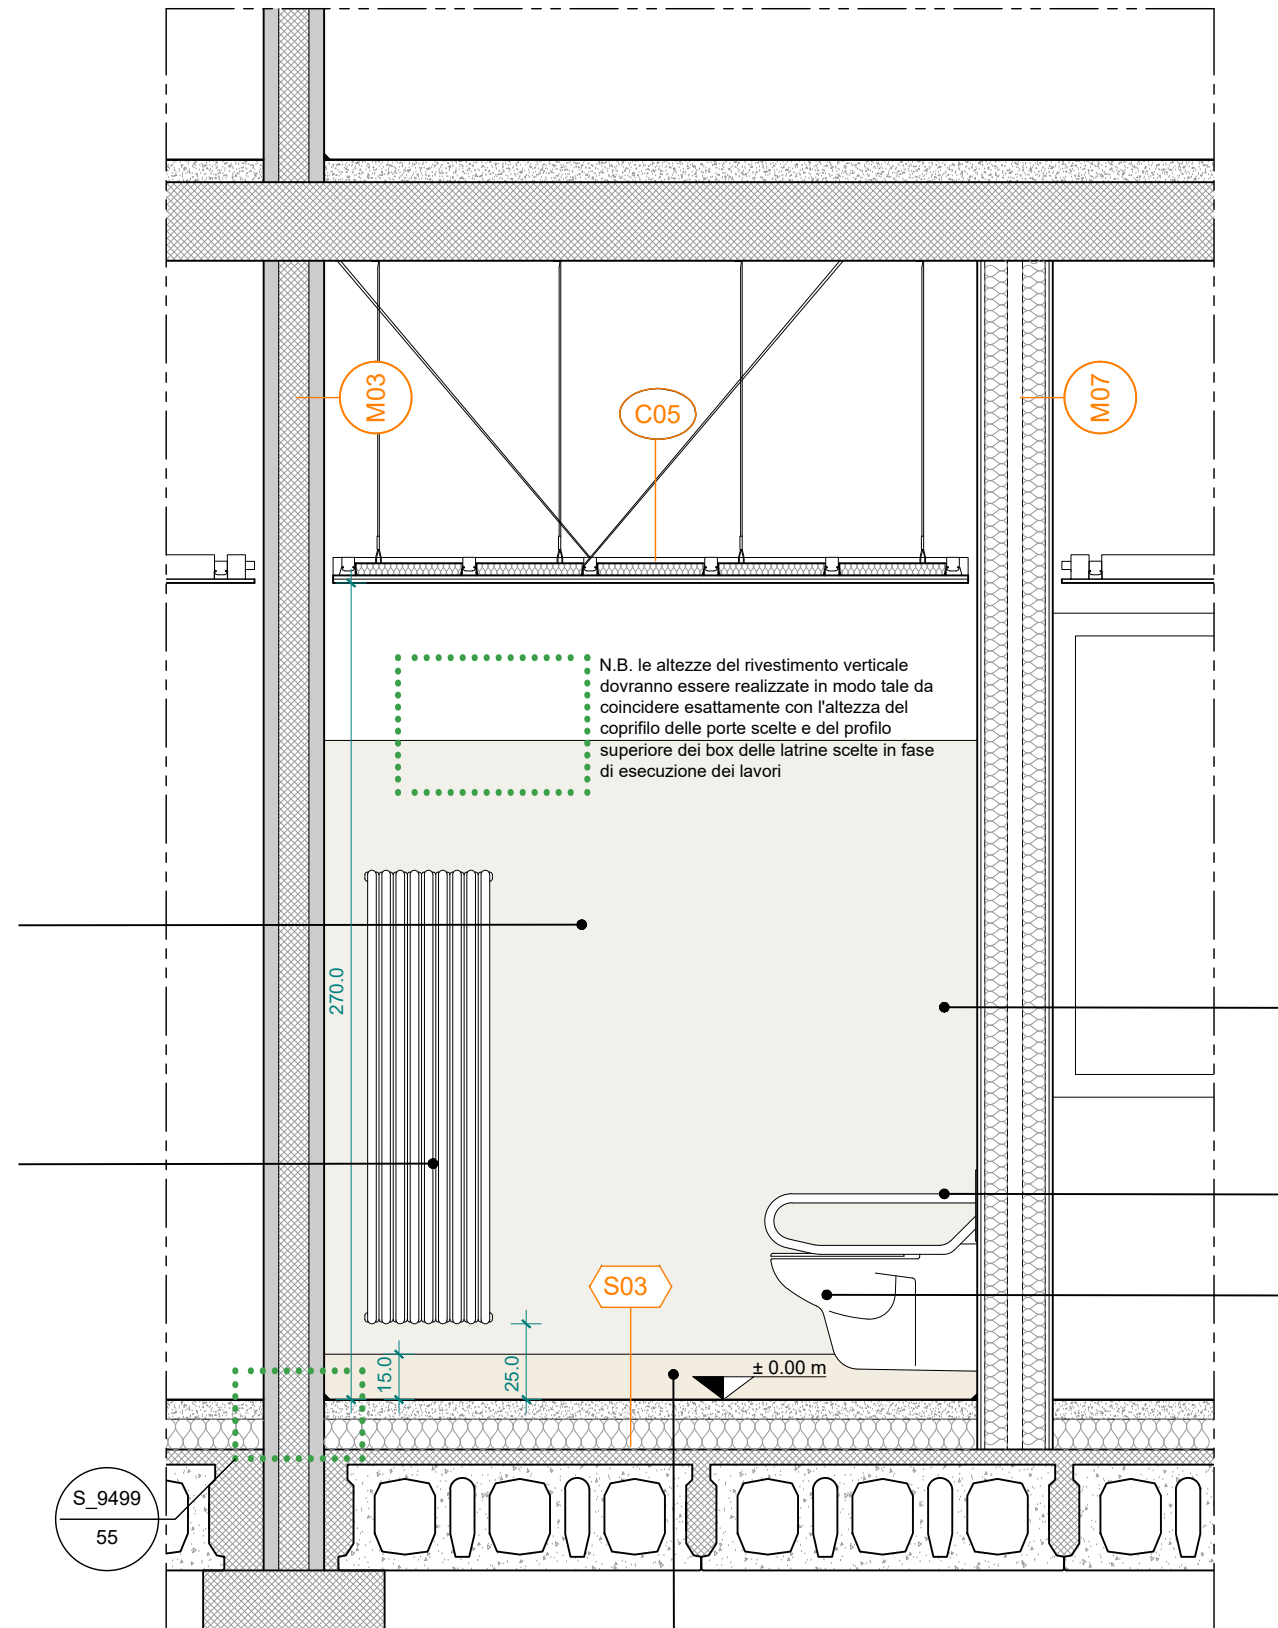 M03
C05
M07
N.B. le altezze del rivestimento verticale
dovranno essere realizzate in modo tale da
coincidere esattamente con l'altezza del
coprifilo delle porte scelte e del profilo
superiore dei box delle latrine scelte in fase
di esecuzione dei lavori
270.0
S03
15.0
25.0
± 0.00 m
S_9499
55